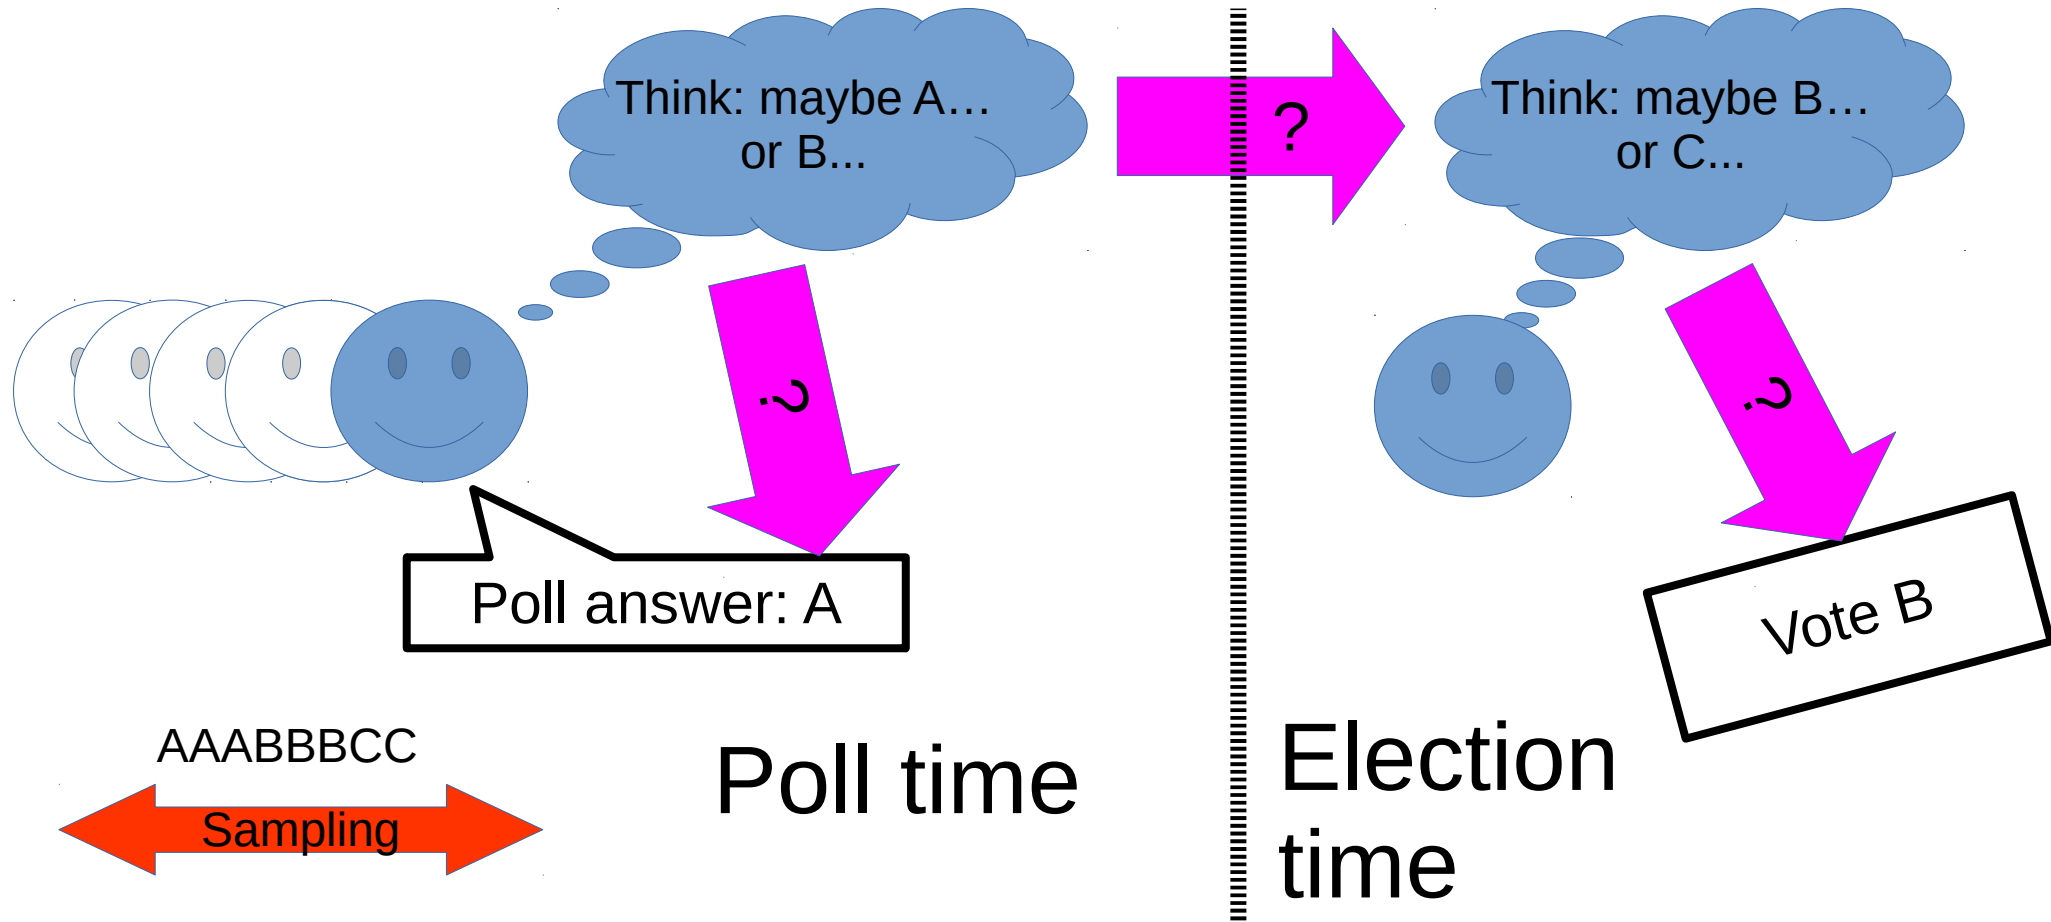 Think: maybe A…
or B...
?
Think: maybe B…
or C...
?
?
Poll answer: A
Vote B
AAABBBCC
Sampling
Poll time
Election
time